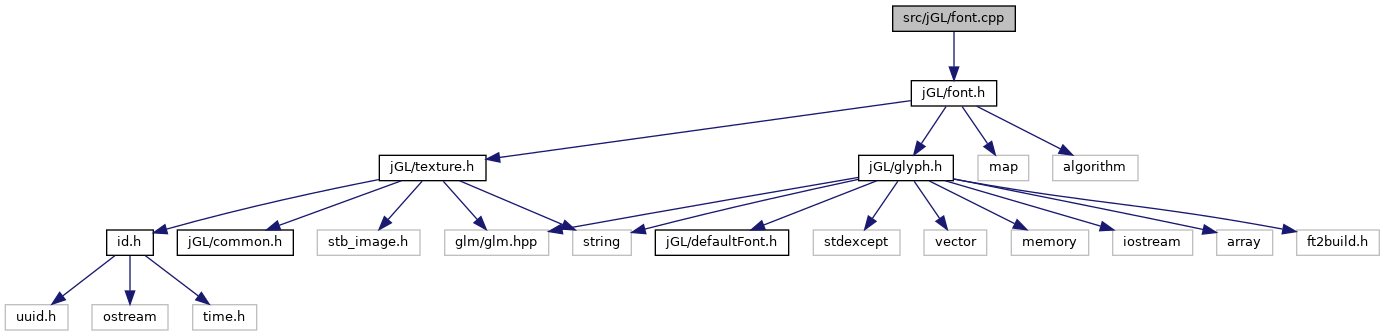 src/jGL/font.cpp
jGL/font.h
jGL/texture.h
jGL/glyph.h
map
algorithm
id.h
jGL/common.h
stb_image.h
glm/glm.hpp
string
jGL/defaultFont.h
stdexcept
vector
memory
iostream
array
ft2build.h
uuid.h
ostream
time.h